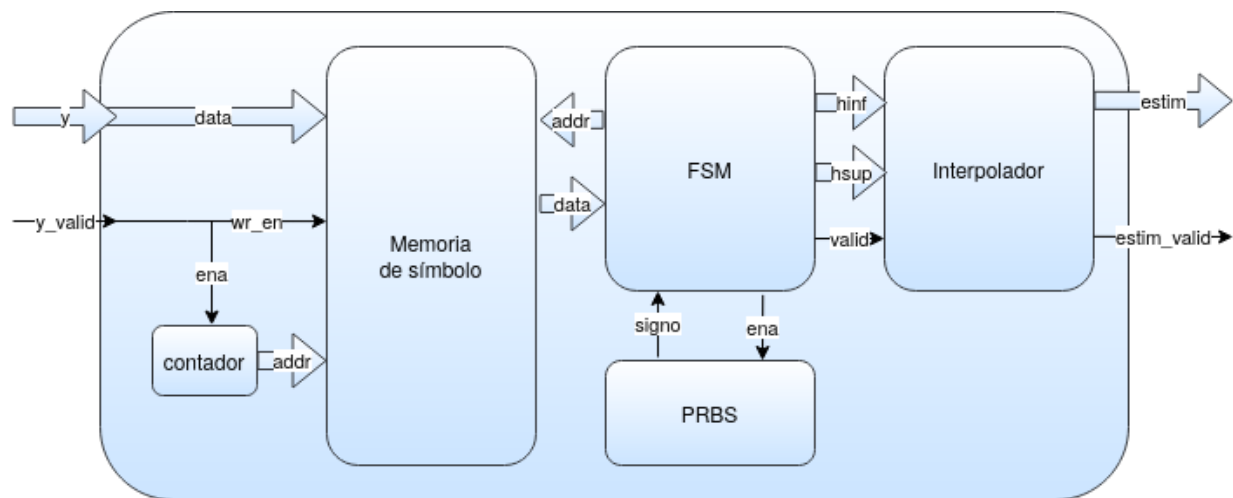 y
data
addr
hinf
estim
FSM
hsup
Interpolador
data
y_valid
wr_en
Memoria
de símbolo
valid
estim_valid
ena
signo
ena
contador
addr
PRBS